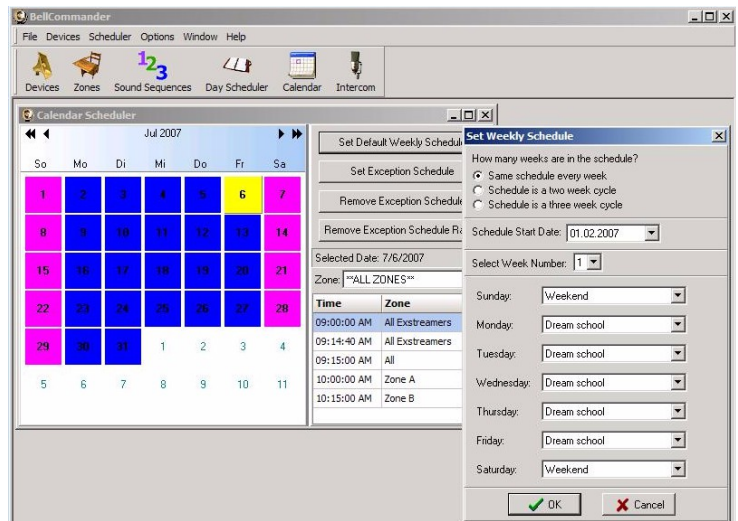 BellCommander
File Devices Scheduler Options Window Help
123
Devices Zones Sound Sequences Day Scheduler Calendar Intercom
Calendar Scheduler
Jul 2007
So Mo Di Mi Do Fr Sa
1 2 3 4 5 6 7
8 9 10 11 12 13 14
15 16 17 18 19 20 21
22 23 24 25 26 27 28
29 30 31 1 2 3 4
5 6 7 8 9 10 11
Set Default Weekly Schedule
Set Exception Schedule
Remove Exception Schedule
Remove Exception Schedule Ra
Selected Date: 7/6/2007
Zone: **ALL ZONES**
Time Zone
09:00:00 AM All Exstreamers
09:14:40 AM All Exstreamers
09:15:00 AM All
10:00:00 AM Zone A
10:15:00 AM Zone B
Set Weekly Schedule
How many weeks are in the schedule?
Same schedule every week
Schedule is a two week cycle
Schedule is a three week cycle
Schedule Start Date: 01.02.2007
Select Week Number: 1
Sunday: Weekend
Monday: Dream school
Tuesday: Dream school
Wednesday: Dream school
Thursday: Dream school
Friday: Dream school
Saturday: Weekend
OK Cancel